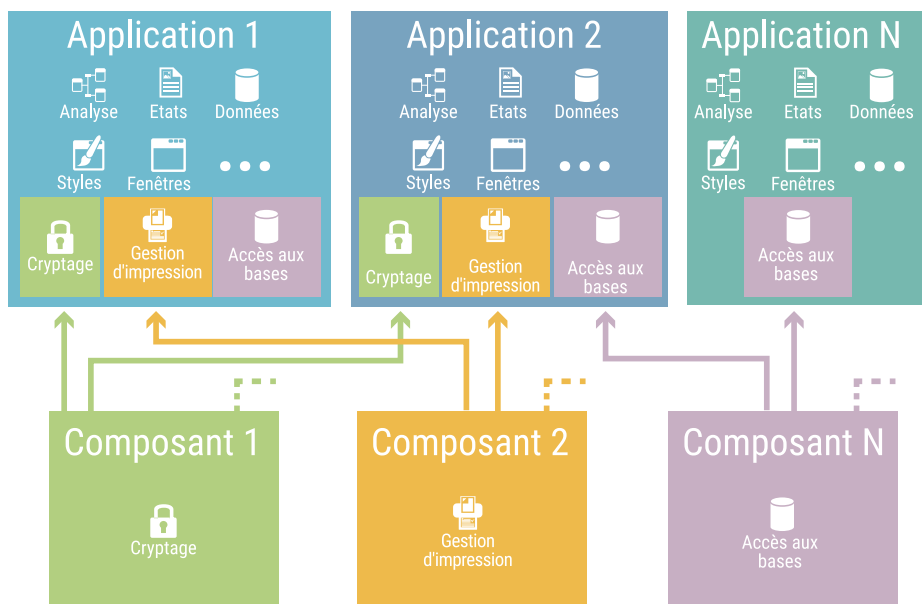 Application 1
Analyse
Etats
Données
Styles
Fenêtres
Cryptage
Gestion
d'impression
Accès aux
bases
Application 2
Analyse
Etats
Données
Styles
Fenêtres
Cryptage
Gestion
d'impression
Accès aux
bases
Application N
Analyse
Etats
Données
Styles
Fenêtres
Accès aux
bases
Composant 1
Cryptage
Composant 2
Gestion
d'impression
Composant N
Accès aux
bases